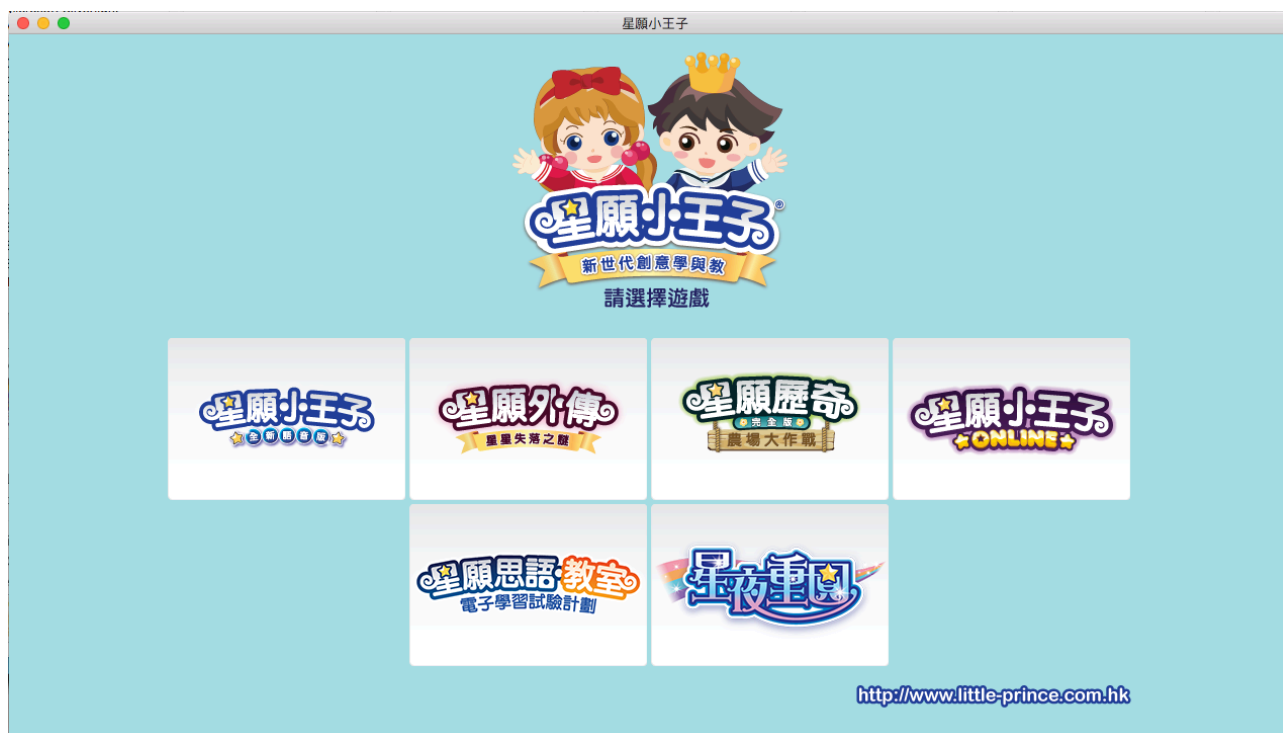 星願小王子
星願小王子®
新世代創意學與教
請選擇遊戲
星願小王子
全新語音版
星願外傳
星星失落之謎
星願歷奇
完全版
農場大作戰
星願小王子
ONLINE
星願思語教室
電子學習試驗計劃
星夜重圓
http://www.little-prince.com.hk